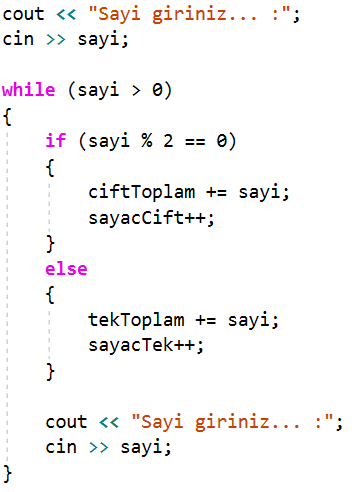 cout << "Sayi giriniz... :";
cin >> sayi;
while (sayi > 0)
{
if (sayi % 2 == 0)
{
ciftToplam += sayi;
sayacCift++;
}
else
{
tekToplam += sayi;
sayacTek++;
}
cout << "Sayi giriniz... :";
cin >> sayi;
}